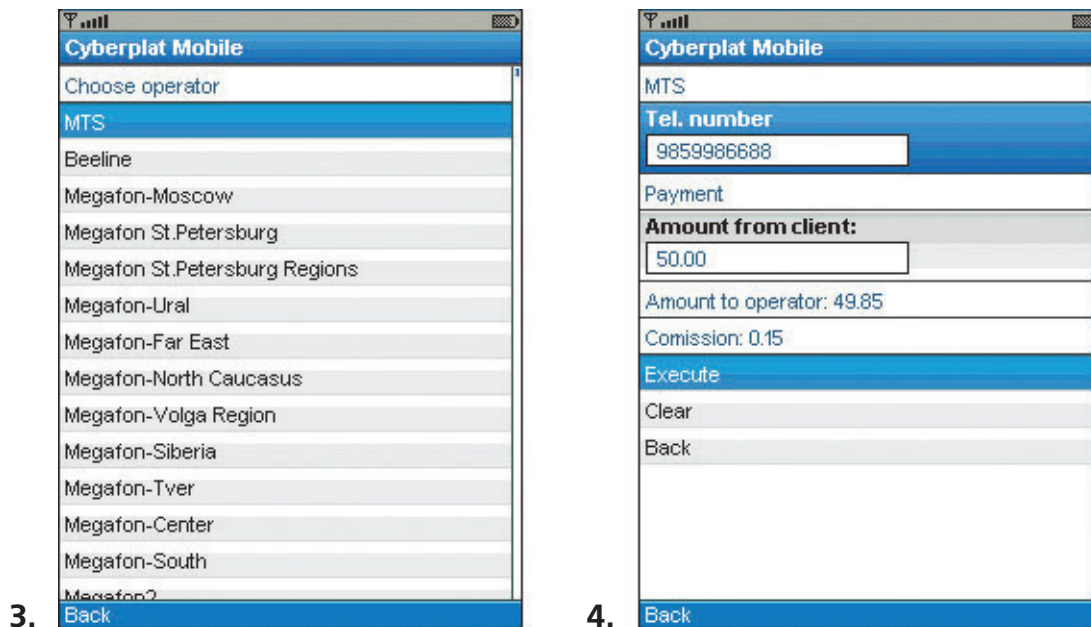 Cyberplat Mobile
Choose operator
MTS
Beeline
Megafon-Moscow
Megafon St.Petersburg
Megafon St.Petersburg Regions
Megafon-Ural
Megafon-Far East
Megafon-North Caucasus
Megafon-Volga Region
Megafon-Siberia
Megafon-Tver
Megafon-Center
Megafon-South
Megafon2
Back
3.
Cyberplat Mobile
MTS
Tel. number
9859986688
Payment
Amount from client:
50.00
Amount to operator: 49.85
Comission: 0.15
Execute
Clear
Back
Back
4.